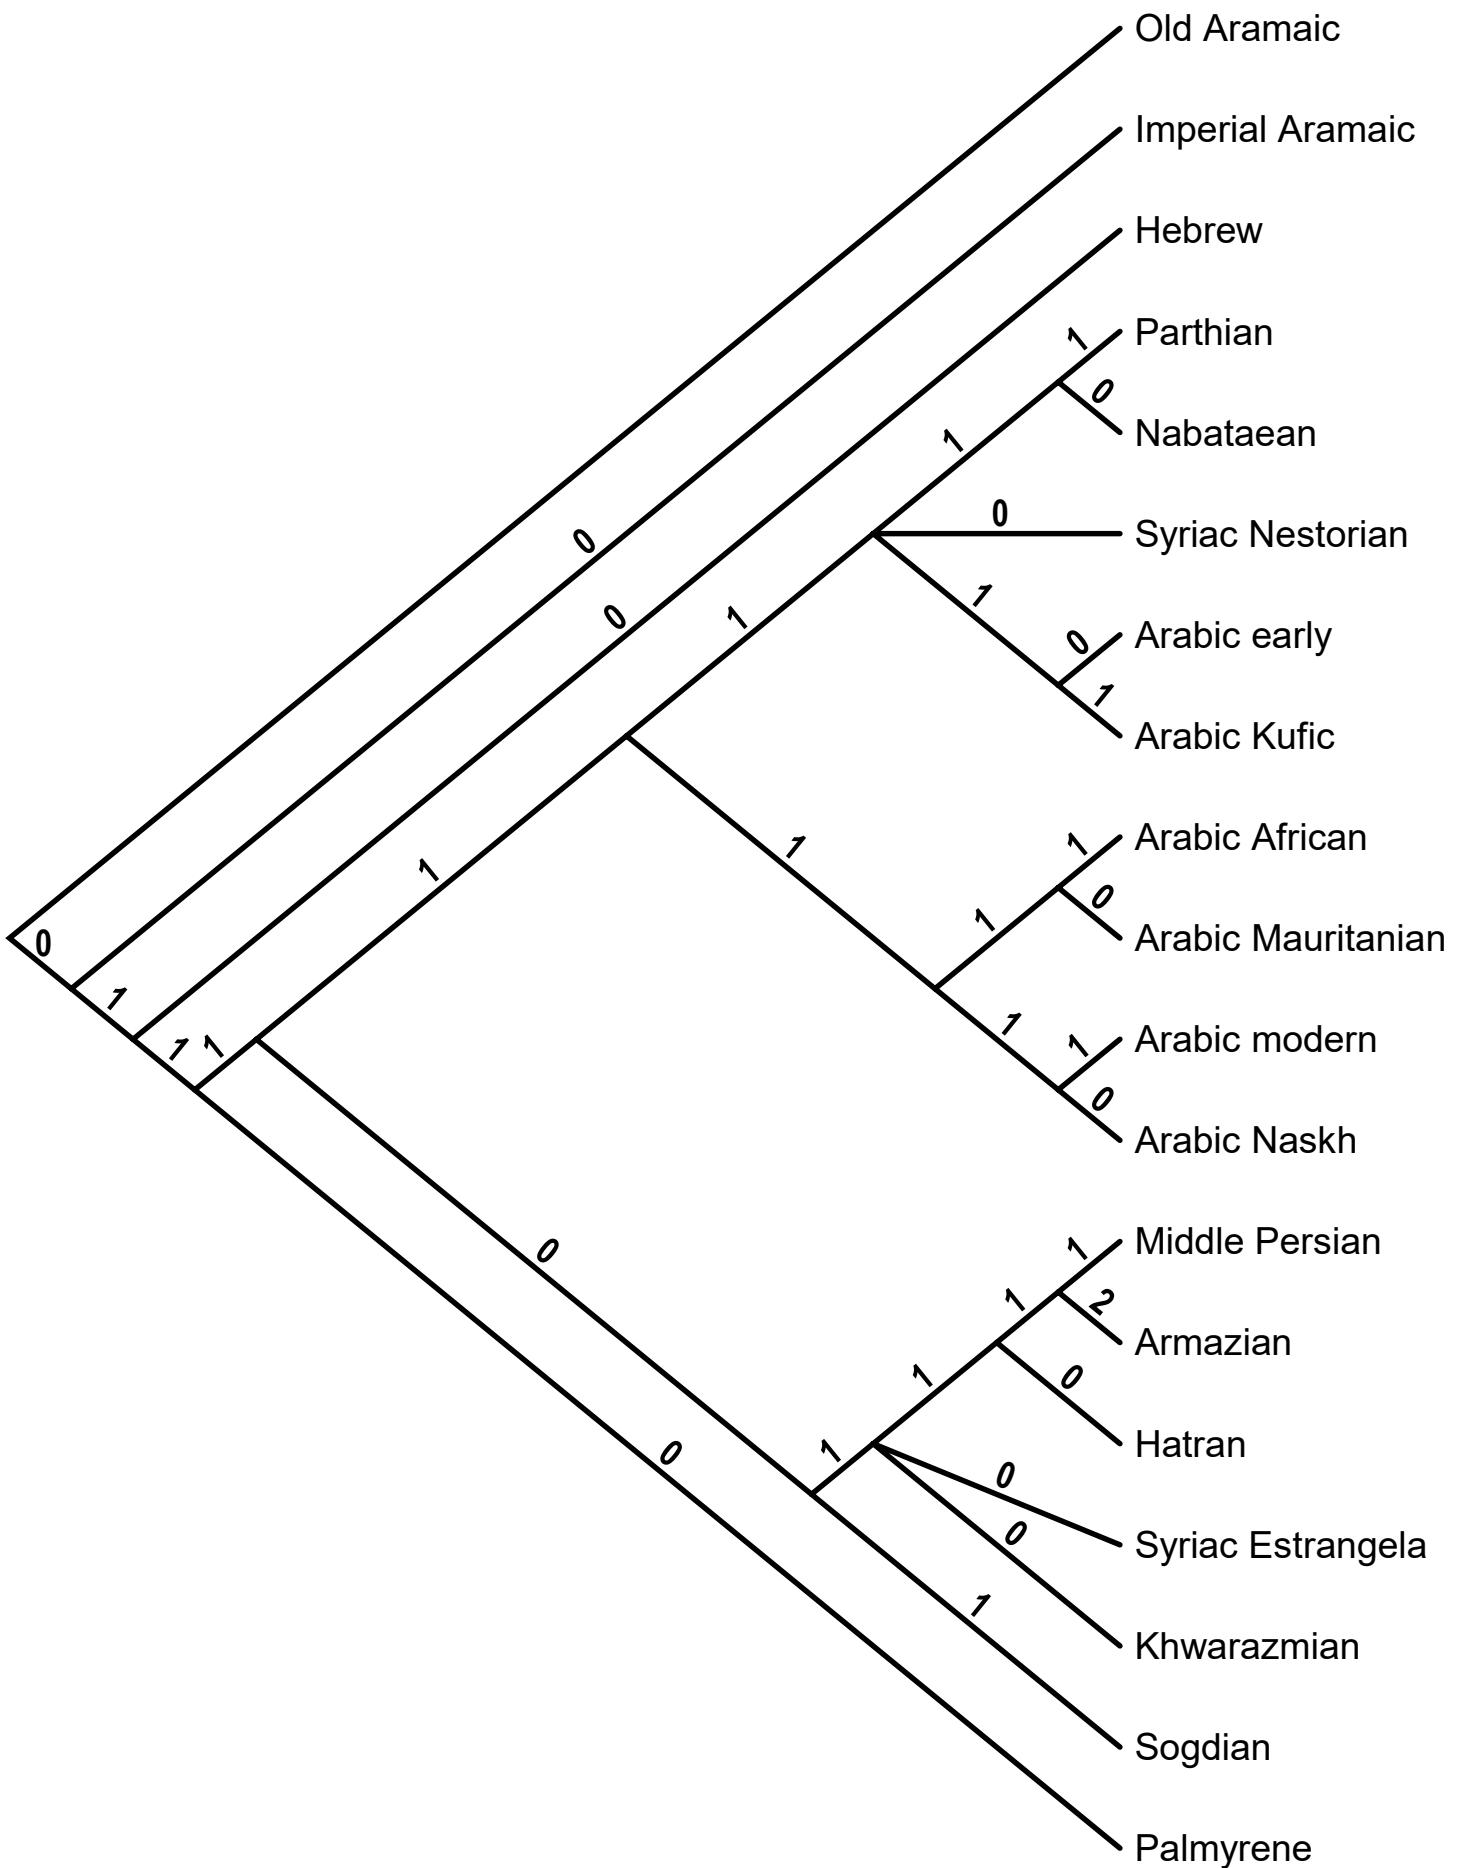 Old Aramaic
Imperial Aramaic
Hebrew
1
Parthian
0
Nabataean
1
0
Syriac Nestorian
0
0
1
1
0
Arabic early
1
Arabic Kufic
1
1
Arabic African
1
0
Arabic Mauritanian
1
0
1
1
1
1
1
Arabic modern
0
Arabic Naskh
0
1
Middle Persian
1
2
Armazian
1
0
Hatran
0
1
0
0
Syriac Estrangela
1
Khwarazmian
Sogdian
Palmyrene